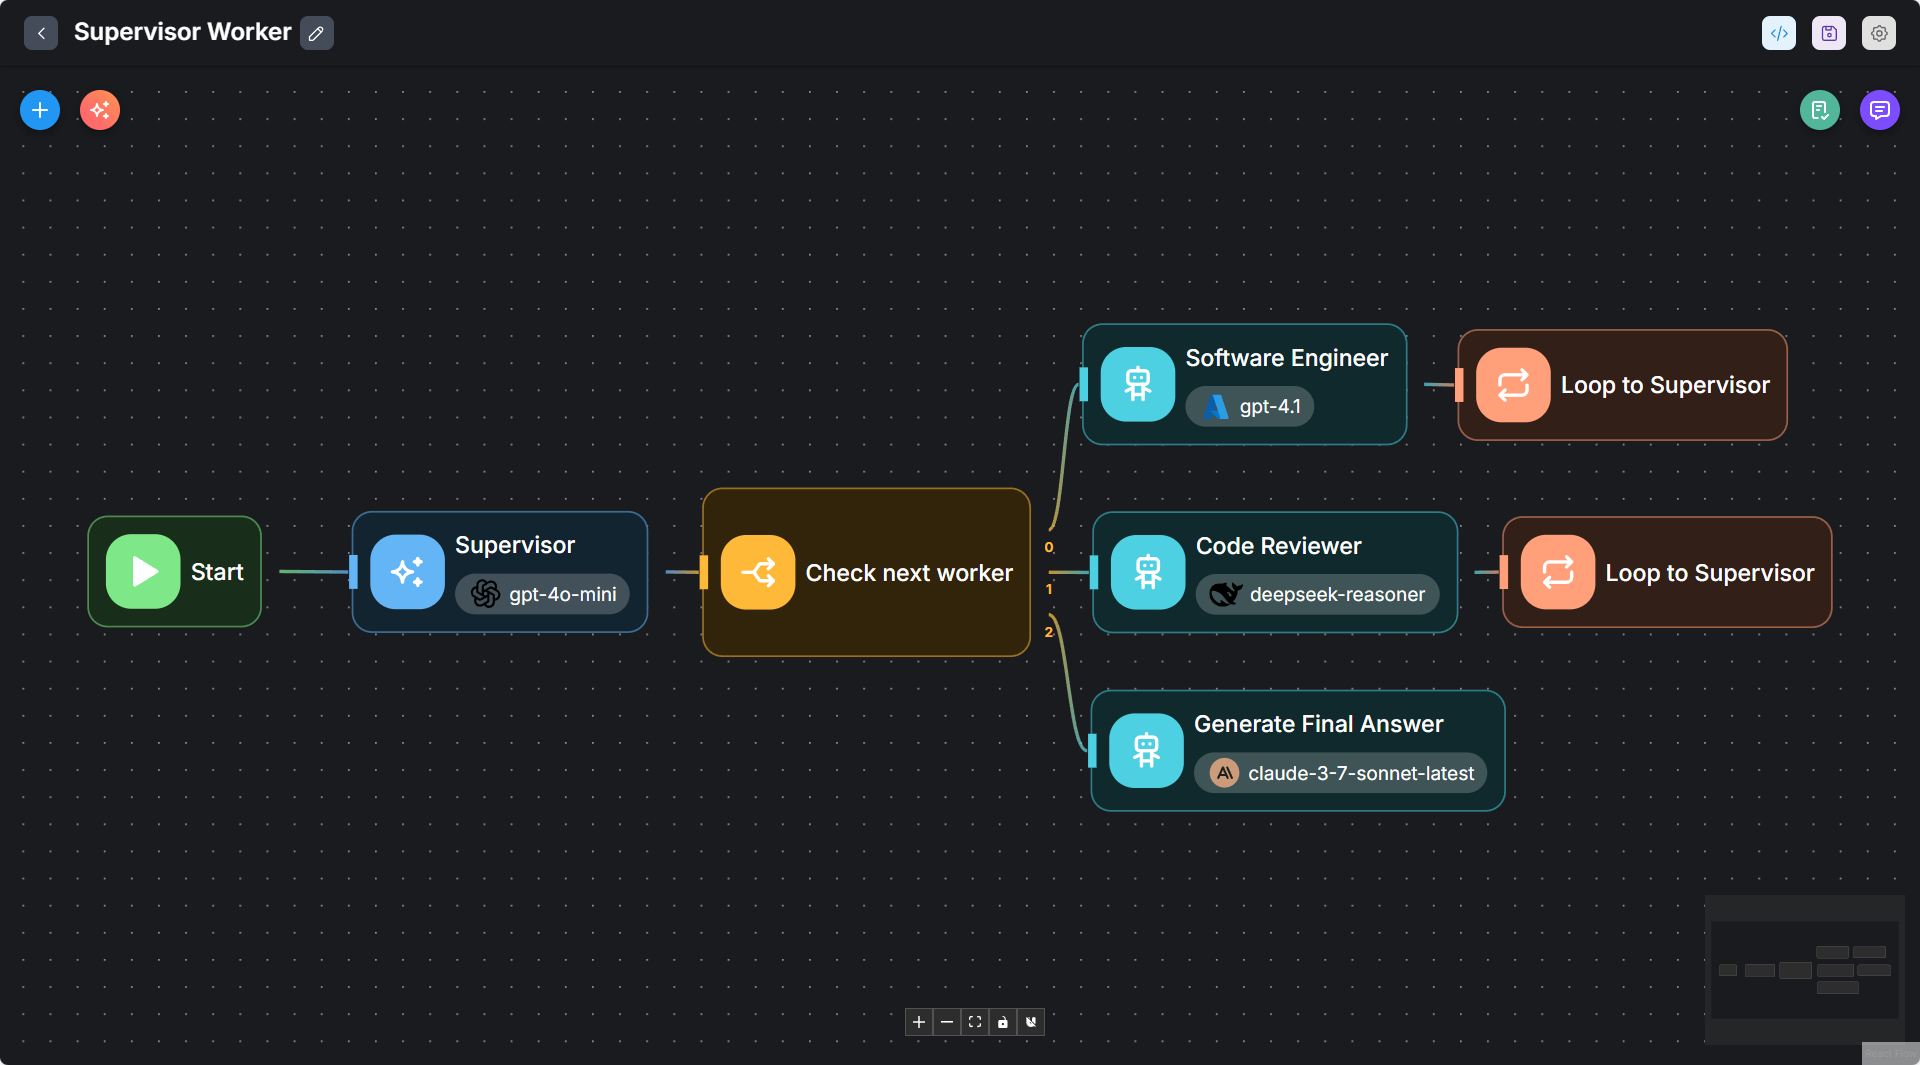 Supervisor Worker
Software Engineer
gpt-4.1
Loop to Supervisor
Start
Supervisor
gpt-4o-mini
Check next worker
0
1
2
Code Reviewer
deepseek-reasoner
Loop to Supervisor
Generate Final Answer
claude-3-7-sonnet-latest